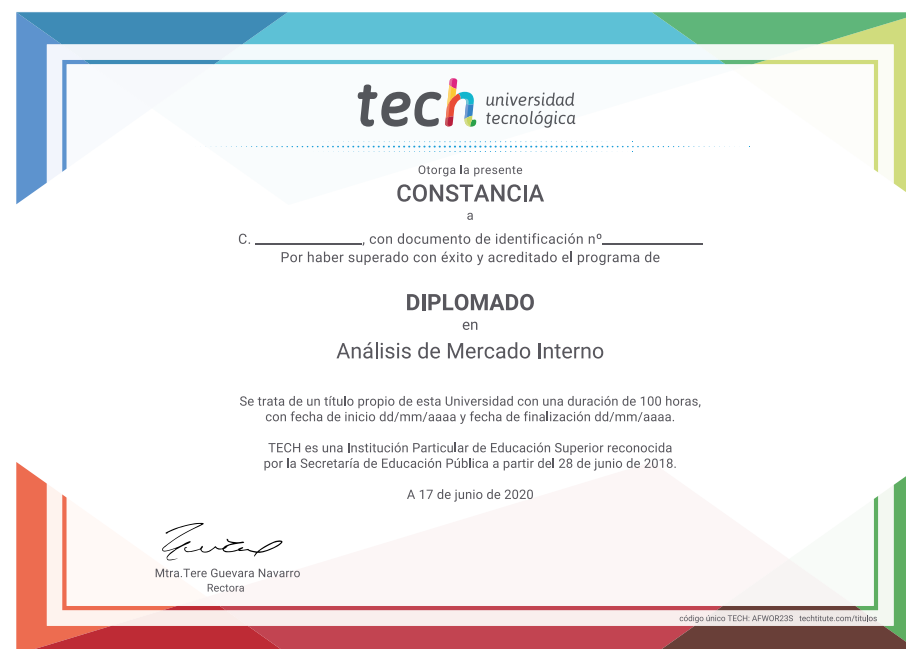 tech universidad
tecnológica
Otorga la presente
CONSTANCIA
a
C. ______________, con documento de identificación nº_____________
Por haber superado con éxito y acreditado el programa de
DIPLOMADO
en
Análisis de Mercado Interno
Se trata de un título propio de esta Universidad con una duración de 100 horas,
con fecha de inicio dd/mm/aaaa y fecha de finalización dd/mm/aaaa.
TECH es una Institución Particular de Educación Superior reconocida
por la Secretaría de Educación Pública a partir del 28 de junio de 2018.
A 17 de junio de 2020
Mtra.Tere Guevara Navarro
Rectora
código único TECH: AFWOR23S techtitute.com/titulos